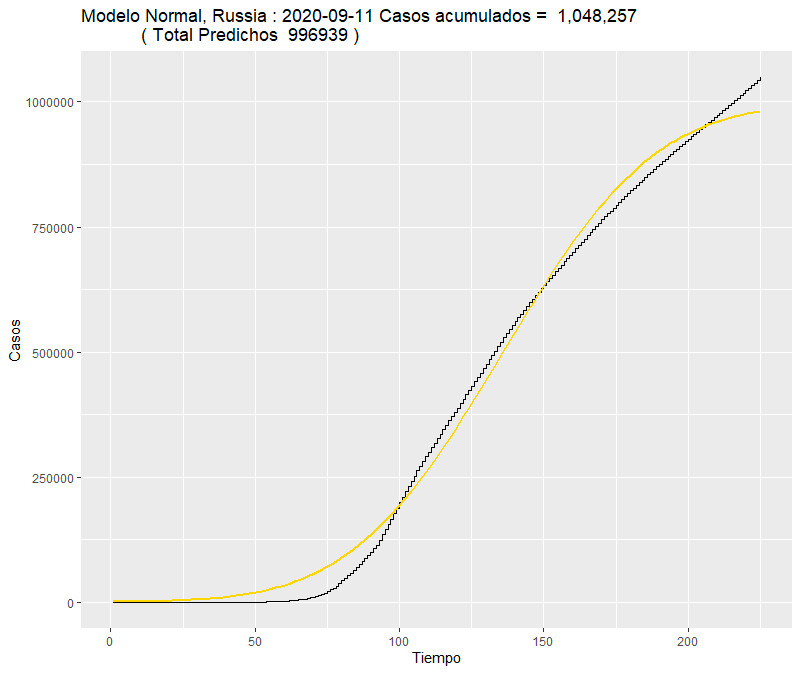 Modelo Normal, Russia : 2020-09-11 Casos acumulados =  1,048,257
( Total Predichos  996939 )
Casos
1000000
750000
500000
250000
0
0 50 100 150 200
Tiempo